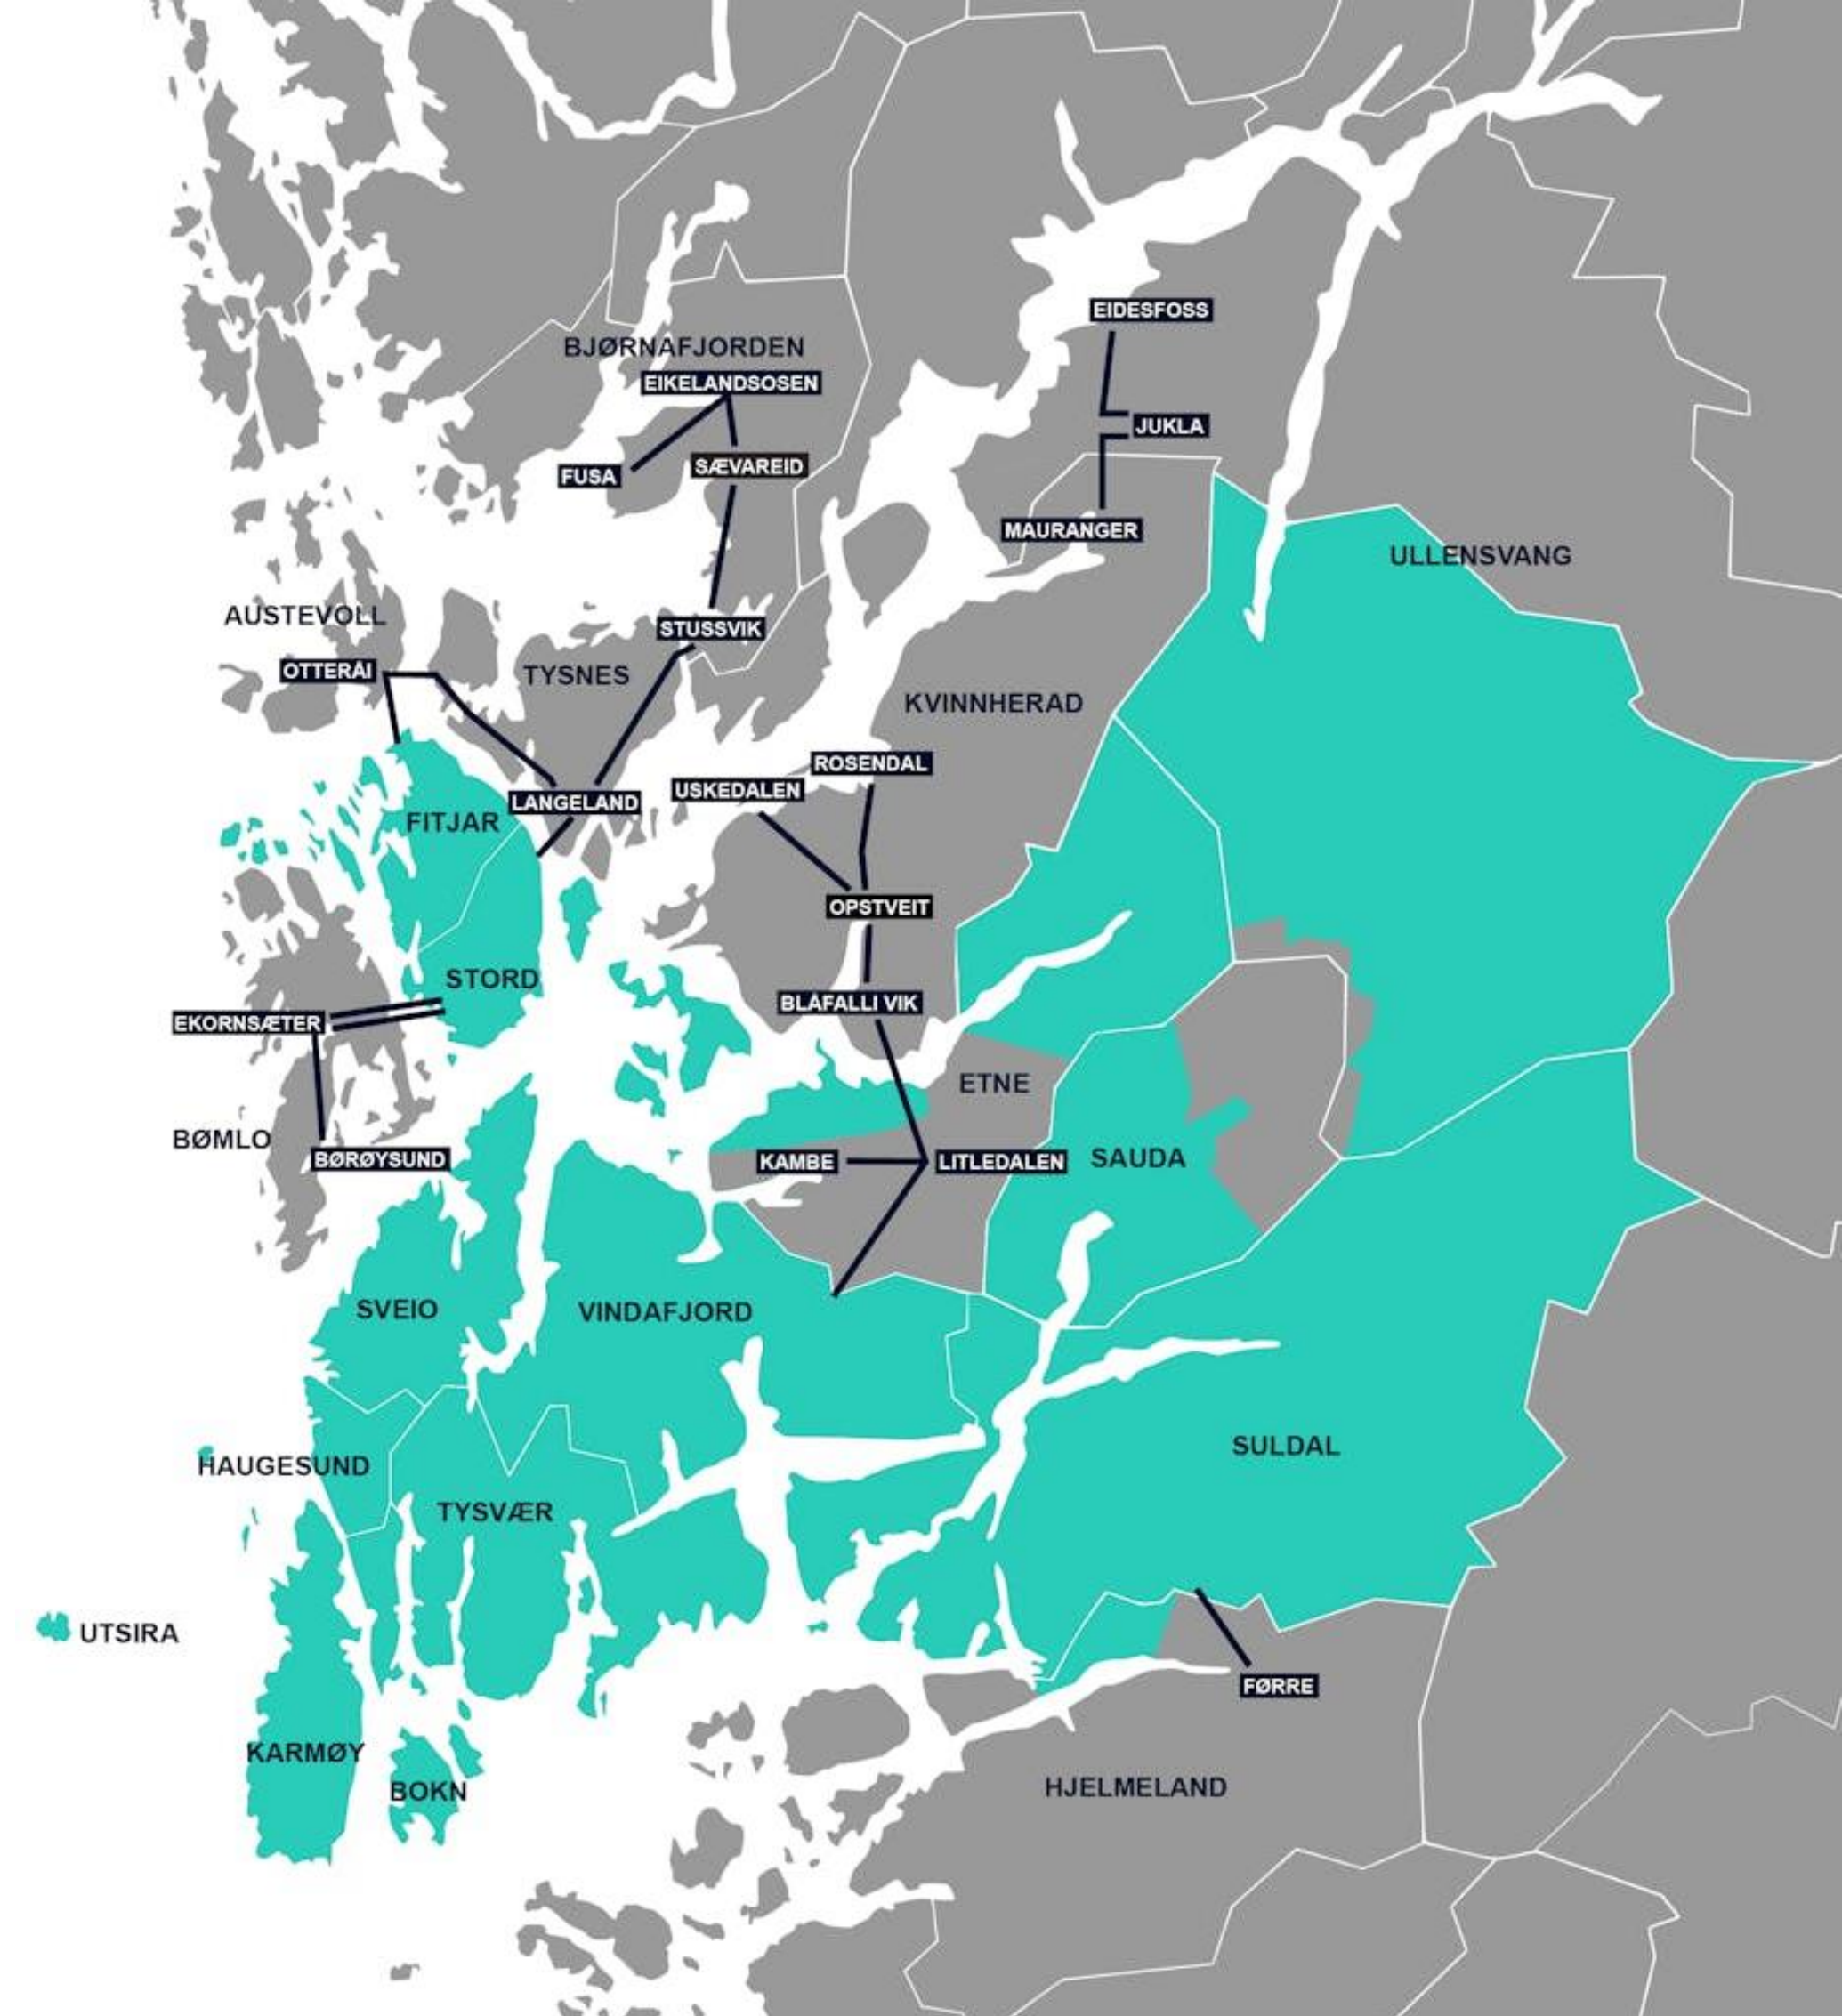 EIDESFOSS
BJØRNAFJORDEN
EIKELANDSOSEN
JUKLA
SÆVAREID
FUSA
MAURANGER
ULLENSVANG
AUSTEVOLL
STUSSVIK
OTTERÅI
TYSNES
KVINNHERAD
ROSENDAL
USKEDALEN
LANGELAND
FITJAR
OPSTVEIT
STORD
BLÅFALLI VIK
EKORNSÆTER
ETNE
BØMLO
BØRØYSUND
KAMBE
LITLEDALEN
SAUDA
SVEIO
VINDAFJORD
SULDAL
HAUGESUND
TYSVÆR
UTSIRA
FØRRE
KARMØY
BOKN
HJELMELAND